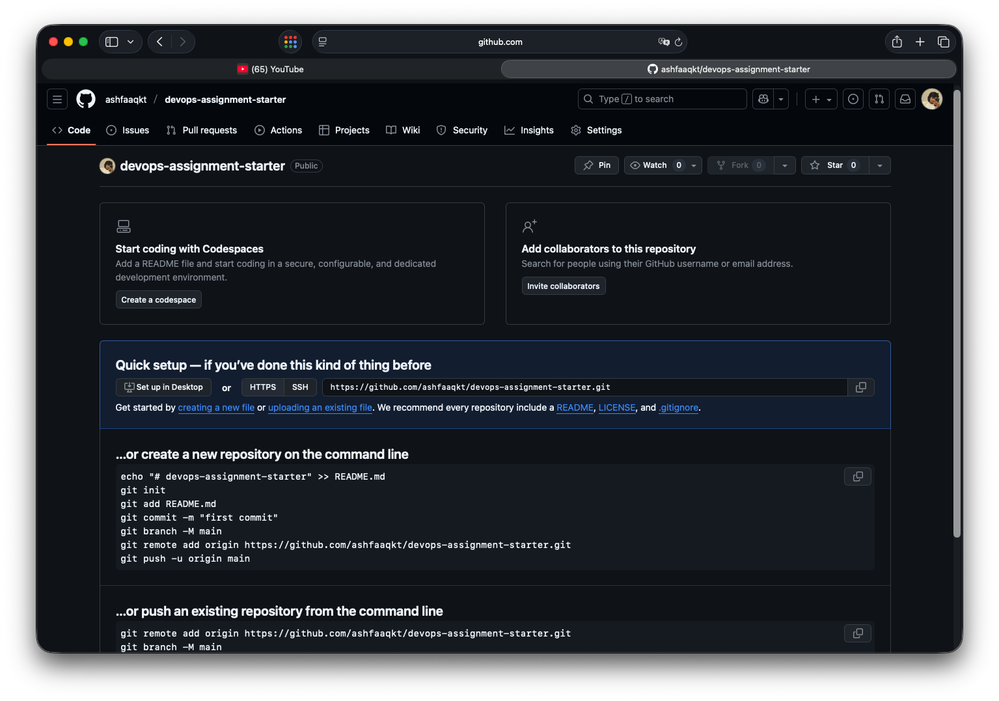 github.com
(65) YouTube
ashfaaqkt/devops-assignment-starter
ashfaaqkt / devops-assignment-starter
Type / to search
Code Issues Pull requests Actions Projects Wiki Security Insights Settings
devops-assignment-starter Public
Pin Watch 0 Fork 0 Star 0
Start coding with Codespaces
Add a README file and start coding in a secure, configurable, and dedicated
development environment.
Create a codespace
Add collaborators to this repository
Search for people using their GitHub username or email address.
Invite collaborators
Quick setup — if you’ve done this kind of thing before
Set up in Desktop or HTTPS SSH https://github.com/ashfaaqkt/devops-assignment-starter.git
Get started by creating a new file or uploading an existing file. We recommend every repository include a README, LICENSE, and .gitignore.
…or create a new repository on the command line
echo "# devops-assignment-starter" >> README.md
git init
git add README.md
git commit -m "first commit"
git branch -M main
git remote add origin https://github.com/ashfaaqkt/devops-assignment-starter.git
git push -u origin main
…or push an existing repository from the command line
git remote add origin https://github.com/ashfaaqkt/devops-assignment-starter.git
git branch -M main